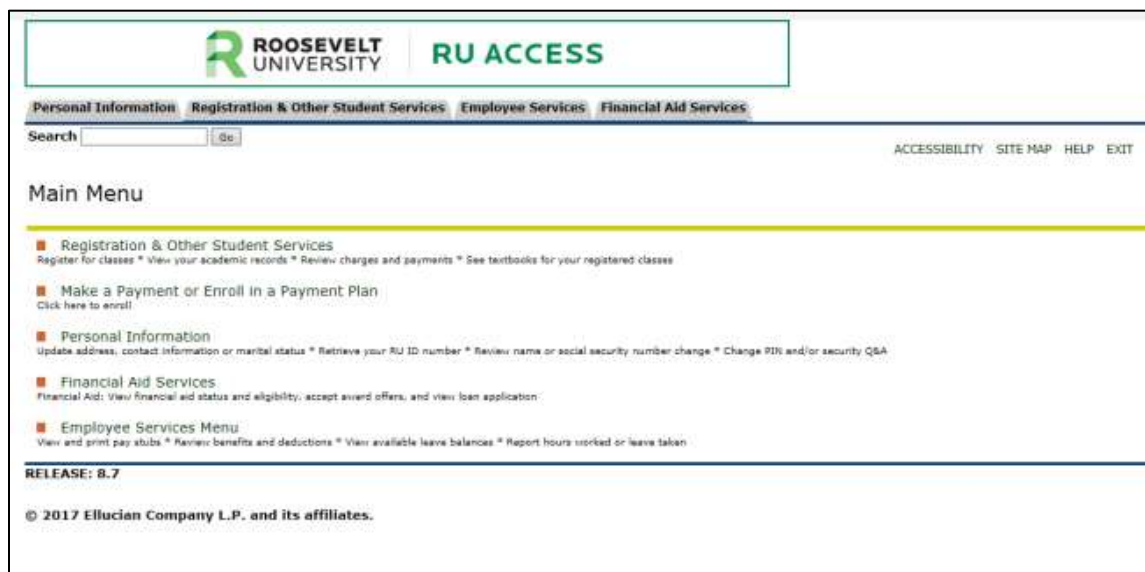 ROOSEVELT
UNIVERSITY
RU ACCESS
Personal Information Registration & Other Student Services Employee Services Financial Aid Services
Search Go
ACCESSIBILITY SITE MAP HELP EXIT
Main Menu
Registration & Other Student Services
Register for classes * View your academic records * Review charges and payments * See textbooks for your registered classes
Make a Payment or Enroll in a Payment Plan
Click here to enroll
Personal Information
Update address, contact information or marital status * Retrieve your RU ID number * Review name or social security number change * Change PIN and/or security Q&A
Financial Aid Services
Financial Aid: View financial aid status and eligibility, accept award offers, and view loan application
Employee Services Menu
View and print pay stubs * Review benefits and deductions * View available leave balances * Report hours worked or leave taken
RELEASE: 8.7
© 2017 Ellucian Company L.P. and its affiliates.